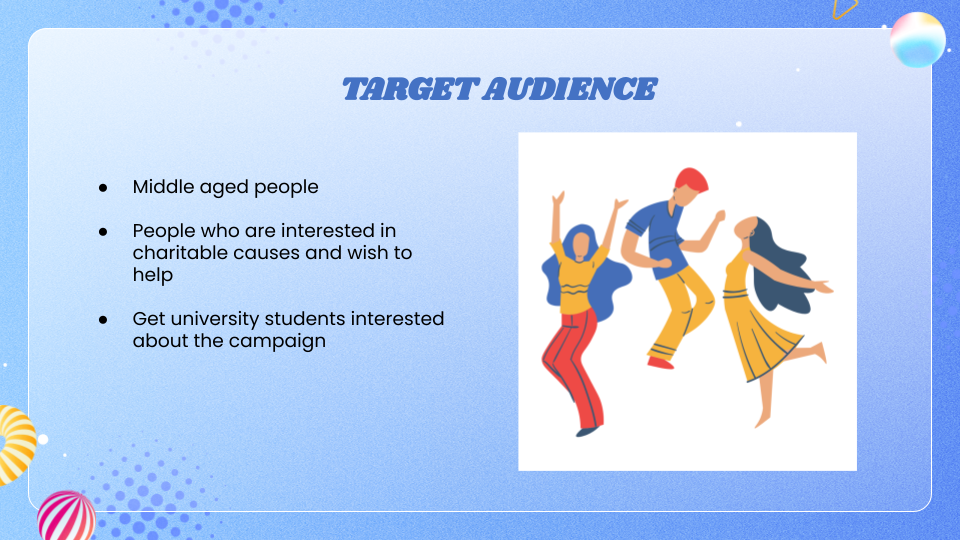 TARGET AUDIENCE
● Middle aged people
● People who are interested in
charitable causes and wish to
help
● Get university students interested
about the campaign